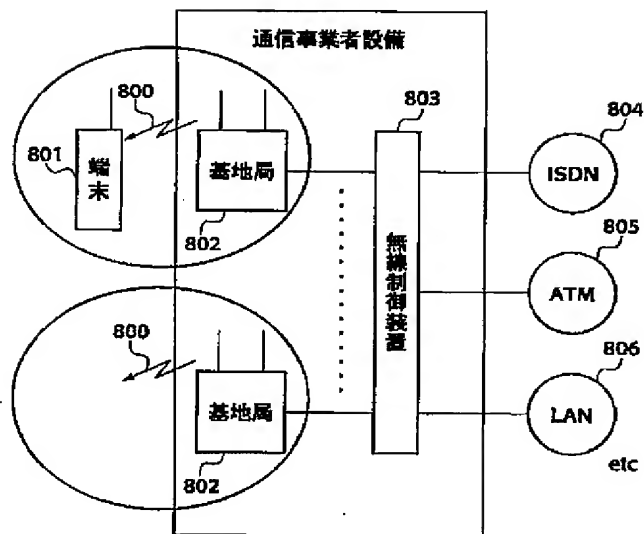 通信事業者設備
800
801
端末
基地局
802
803
無線制御装置
804
ISDN
805
ATM
800
基地局
802
806
LAN
etc